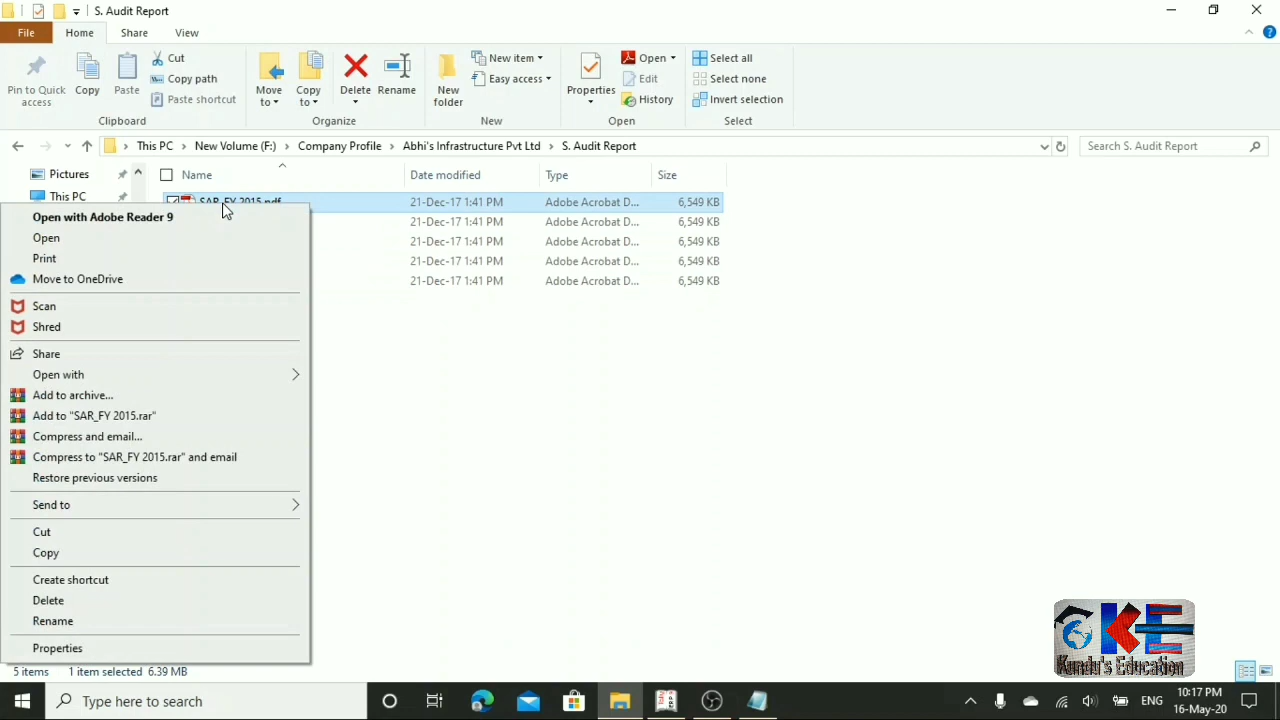 S. Audit Report
File Home Share View
Pin to Quick access
Copy
Paste
Cut
Copy path
Paste shortcut
Clipboard
Move to
Copy to
Delete
Rename
Organize
New folder
New item
Easy access
New
Properties
Open
Edit
History
Open
Select all
Select none
Invert selection
Select
This PC New Volume (F:) Company Profile Abhi's Infrastructure Pvt Ltd S. Audit Report
Search S. Audit Report
Pictures
This PC
Name Date modified Type Size
SAR_FY 2015.pdf 21-Dec-17 1:41 PM Adobe Acrobat D... 6,549 KB
21-Dec-17 1:41 PM Adobe Acrobat D... 6,549 KB
21-Dec-17 1:41 PM Adobe Acrobat D... 6,549 KB
21-Dec-17 1:41 PM Adobe Acrobat D... 6,549 KB
21-Dec-17 1:41 PM Adobe Acrobat D... 6,549 KB
Open with Adobe Reader 9
Open
Print
Move to OneDrive
Scan
Shred
Share
Open with
Add to archive...
Add to "SAR_FY 2015.rar"
Compress and email...
Compress to "SAR_FY 2015.rar" and email
Restore previous versions
Send to
Cut
Copy
Create shortcut
Delete
Rename
Properties
5 items 1 item selected 6.39 MB
KE
Kundu's Education
Type here to search
ENG
10:17 PM
16-May-20